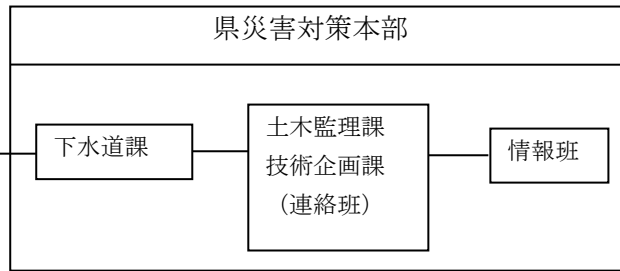 県災害対策本部
下水道課
土木監理課
技術企画課
（連絡班）
情報班